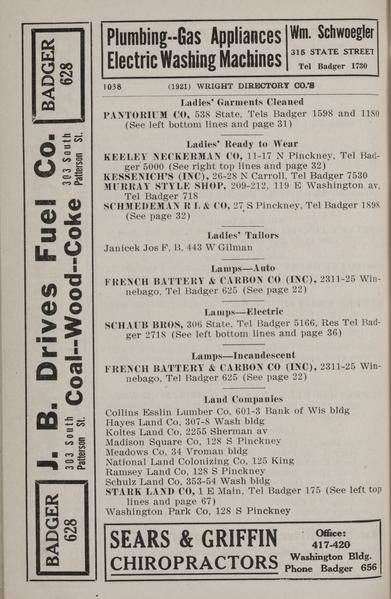 Plumbing--Gas Appliances
Electric Washing Machines
Wm. Schwoegler
315 STATE STREET
Tel Badger 1730
1038 (1921) WRIGHT DIRECTORY CO.'S
Ladies' Garments Cleaned
PANTORIUM CO, 538 State, Tels Badger 1598 and 1180
(See left bottom lines and page 31)
Ladies' Ready to Wear
KEELEY NECKERMAN CO, 11-17 N Pinckney, Tel Bad-
ger 5000 (See right top lines and page 32)
KESSENICH'S (INC), 26-28 N Carroll, Tel Badger 7530
MURRAY STYLE SHOP, 209-212, 119 E Washington av,
Tel Badger 718
SCHMEDEMAN R L & CO, 27 S Pinckney, Tel Badger 1898
(See page 32)
Ladies' Tailors
Janicek Jos F, B, 443 W Gilman
Lamps—Auto
FRENCH BATTERY & CARBON CO (INC), 2311-25 Win-
nebago, Tel Badger 625 (See page 22)
Lamps—Electric
SCHAUB BROS, 306 State, Tel Badger 5166, Res Tel Bad-
ger 2718 (See left bottom lines and page 36)
Lamps—Incandescent
FRENCH BATTERY & CARBON CO (INC), 2311-25 Win-
nebago, Tel Badger 625 (See page 22)
Land Companies
Collins Esslin Lumber Co, 601-3 Bank of Wis bldg
Hayes Land Co, 307-8 Wash bldg
Koltes Land Co, 2255 Sherman av
Madison Square Co, 128 S Pinckney
Meadows Co, 34 Vroman bldg
National Land Colonizing Co, 125 King
Ramsey Land Co, 128 S Pinckney
Schulz Land Co, 353-54 Wash bldg
STARK LAND CO, 1 E Main, Tel Badger 175 (See left top
lines and page 67)
Washington Park Co, 128 S Pinckney
BADGER
628
J. B. Drives Fuel Co.
303 South
Patterson St.
Coal--Wood--Coke
303 South
Patterson St.
BADGER
628
SEARS & GRIFFIN
CHIROPRACTORS
Office:
417-420
Washington Bldg.
Phone Badger 656